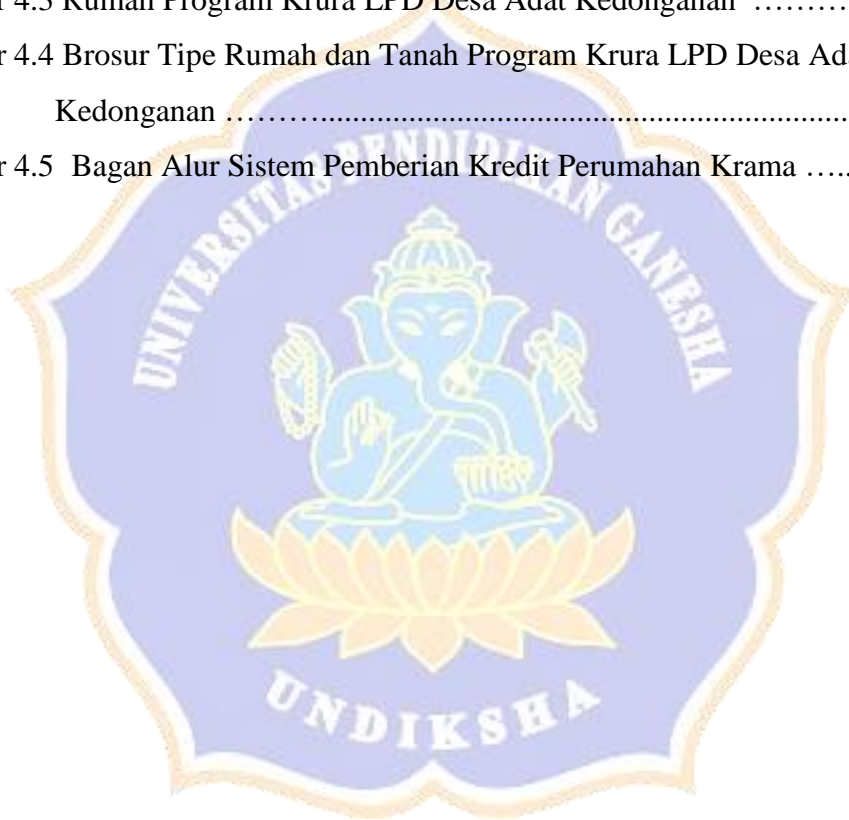 r 4.3 Rumah Program Krura LPD Desa Adat Kedonganan ………
r 4.4 Brosur Tipe Rumah dan Tanah Program Krura LPD Desa Ada
Kedonganan ………....................................................................
r 4.5 Bagan Alur Sistem Pemberian Kredit Perumahan Krama …...
UNIVERSITAS PENDIDIKAN GANESHA
UNDIKSHA